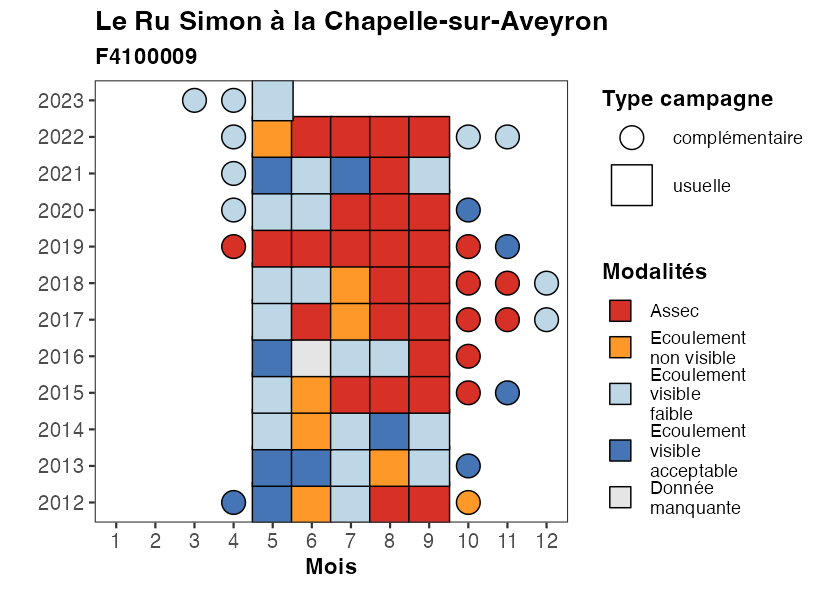 Le Ru Simon à la Chapelle-sur-Aveyron
F4100009
2023
2022
2021
2020
2019
2018
2017
2016
2015
2014
2013
2012
1 2 3 4 5 6 7 8 9 10 11 12
Mois
Type campagne
complémentaire
usuelle
Modalités
Assec
Ecoulement
non visible
Ecoulement
visible
faible
Ecoulement
visible
acceptable
Donnée
manquante